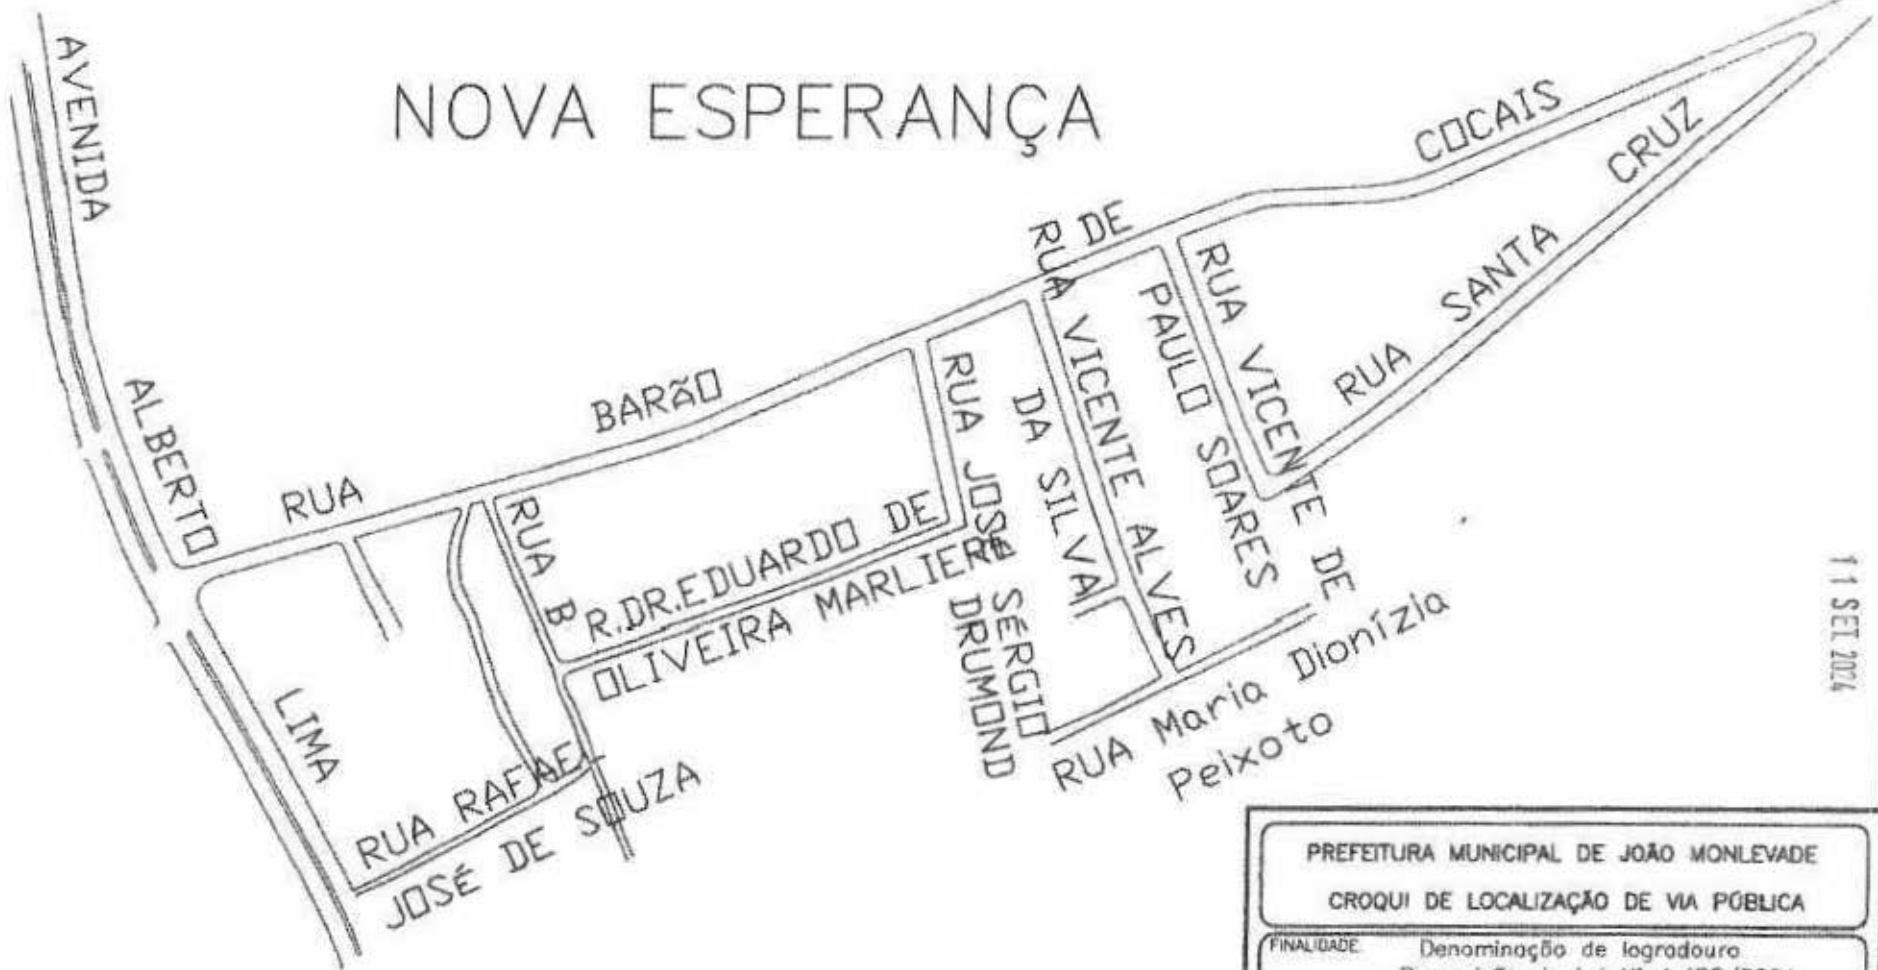 NOVA ESPERANÇA
AVENIDA
ALBERTO
LIMA
RUA
BARÃO
DE
COCAIS
RUA
SANTA
CRUZ
RUA VICENTE DE
PAULO SOARES
RUA VICENTE ALVES
DA SILVA
RUA JOSÉ SÉRGIO
DRUMOND
RUA B
R.DR.EDUARDO DE
OLIVEIRA MARLIERE
RUA RAFAEL
JOSÉ DE SOUZA
RUA Maria Dionízia
Peixoto
11 SET 2024
PREFEITURA MUNICIPAL DE JOÃO MONLEVADE
CROQUI DE LOCALIZAÇÃO DE VIA PÚBLICA
FINALIDADE: Denominação de logradouro